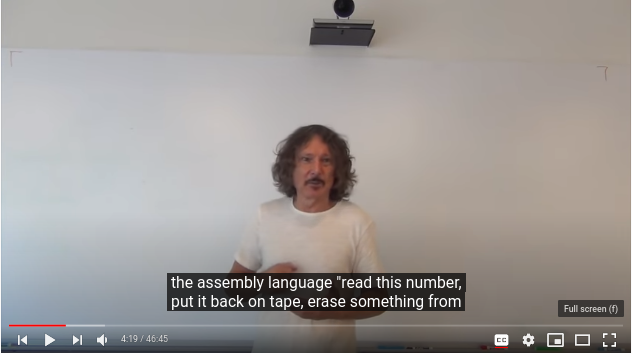 the assembly language "read this number,
put it back on tape, erase something from
Full screen (f)
4:19 / 46:45
CC